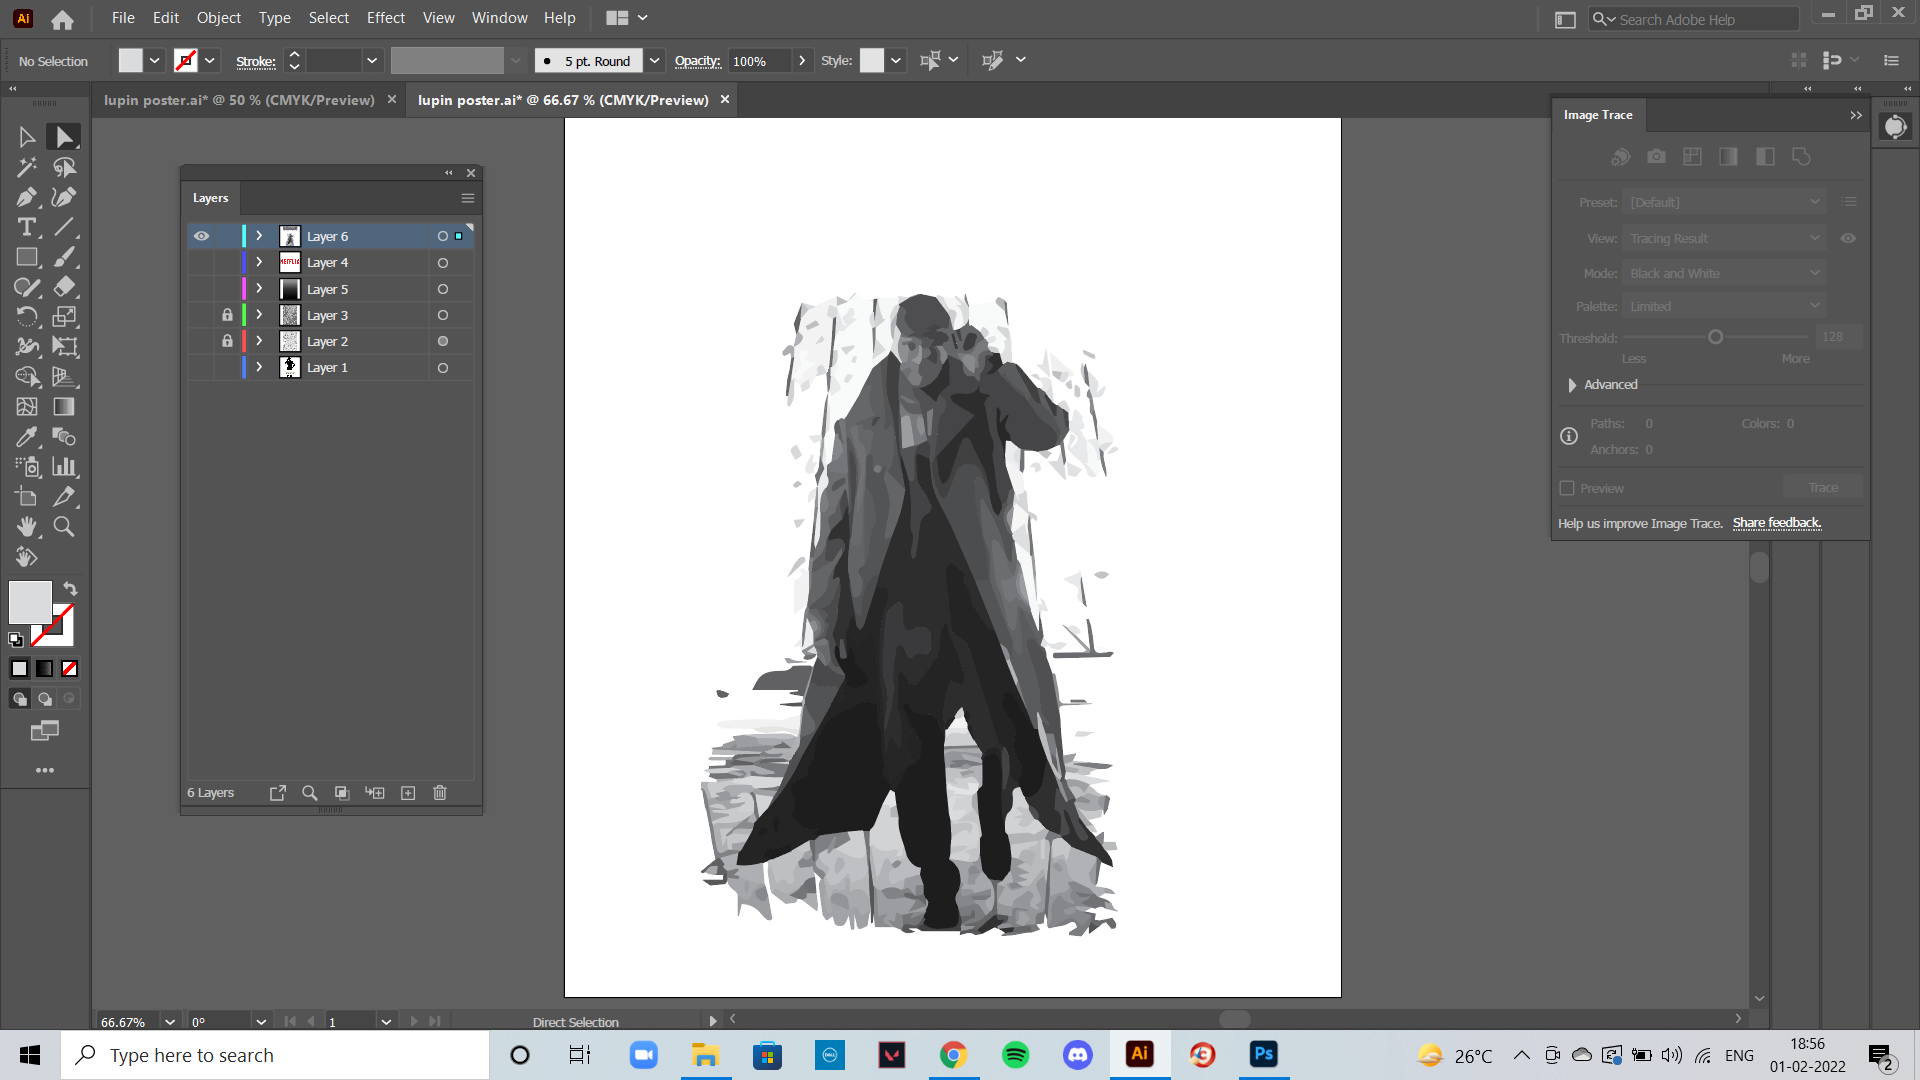 Ai File Edit Object Type Select Effect View Window Help Search Adobe Help
No Selection Stroke: 5 pt. Round Opacity: 100% Style:
lupin poster.ai* @ 50 % (CMYK/Preview) × lupin poster.ai* @ 66.67 % (CMYK/Preview) ×
Layers
Layer 6
NETFLIX Layer 4
Layer 5
Layer 3
Layer 2
Layer 1
6 Layers
Image Trace
Preset: [Default]
View: Tracing Result
Mode: Black and White
Palette: Limited
Threshold: 128
Less More
Advanced
Paths: 0 Colors: 0
Anchors: 0
Preview Trace
Help us improve Image Trace. Share feedback.
66.67% 0° 1 Direct Selection
Type here to search DELL Ai Ps 26°C ENG 18:56
01-02-2022 2